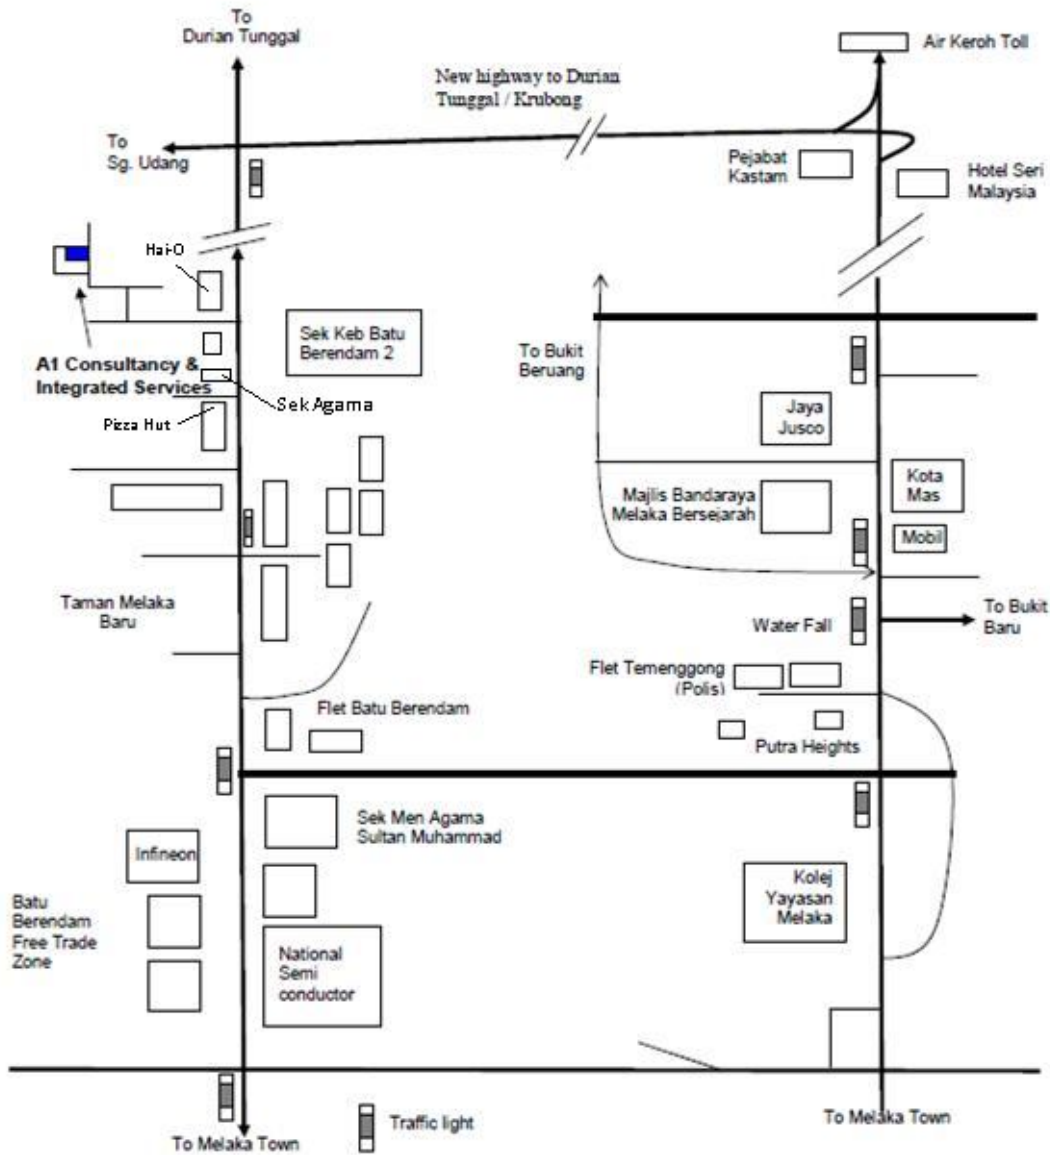 To
Durian Tunggal
Air Keroh Toll
New highway to Durian
Tunggal / Krubong
To
Sg. Udang
Pejabat
Kastam
Hotel Seri
Malaysia
Hai-O
Sek Keb Batu
Berendam 2
To Bukit
Beruang
A1 Consultancy &
Integrated Services
Sek Agama
Pizza Hut
Jaya
Jusco
Kota
Mas
Majlis Bandaraya
Melaka Bersejarah
Mobil
Taman Melaka
Baru
Water Fall
To Bukit
Baru
Flet Temenggong
(Polis)
Flet Batu Berendam
Putra Heights
Sek Men Agama
Sultan Muhammad
Infineon
Kolej
Yayasan
Melaka
Batu
Berendam
Free Trade
Zone
National
Semi
conductor
Traffic light
To Melaka Town
To Melaka Town